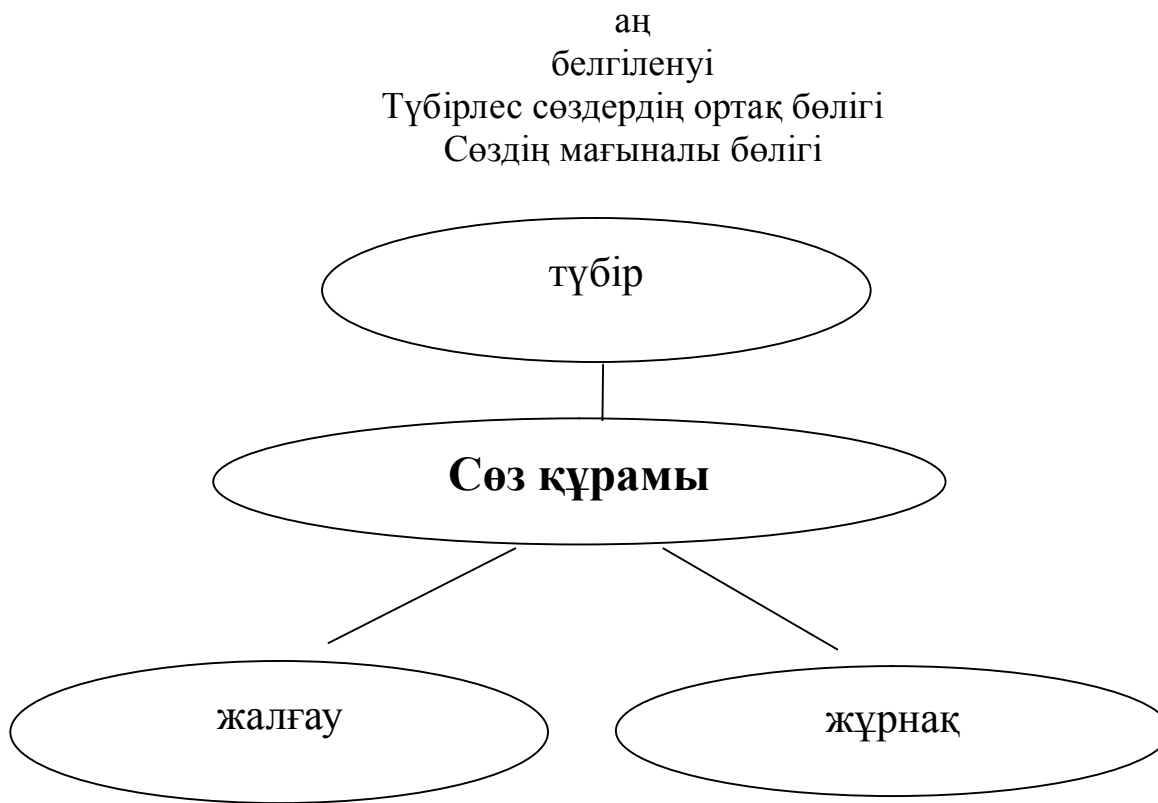 аң
белгіленуі
Түбірлес сөздердің ортақ бөлігі
Сөздің мағыналы бөлігі
түбір
Сөз құрамы
жалғау
жұрнақ